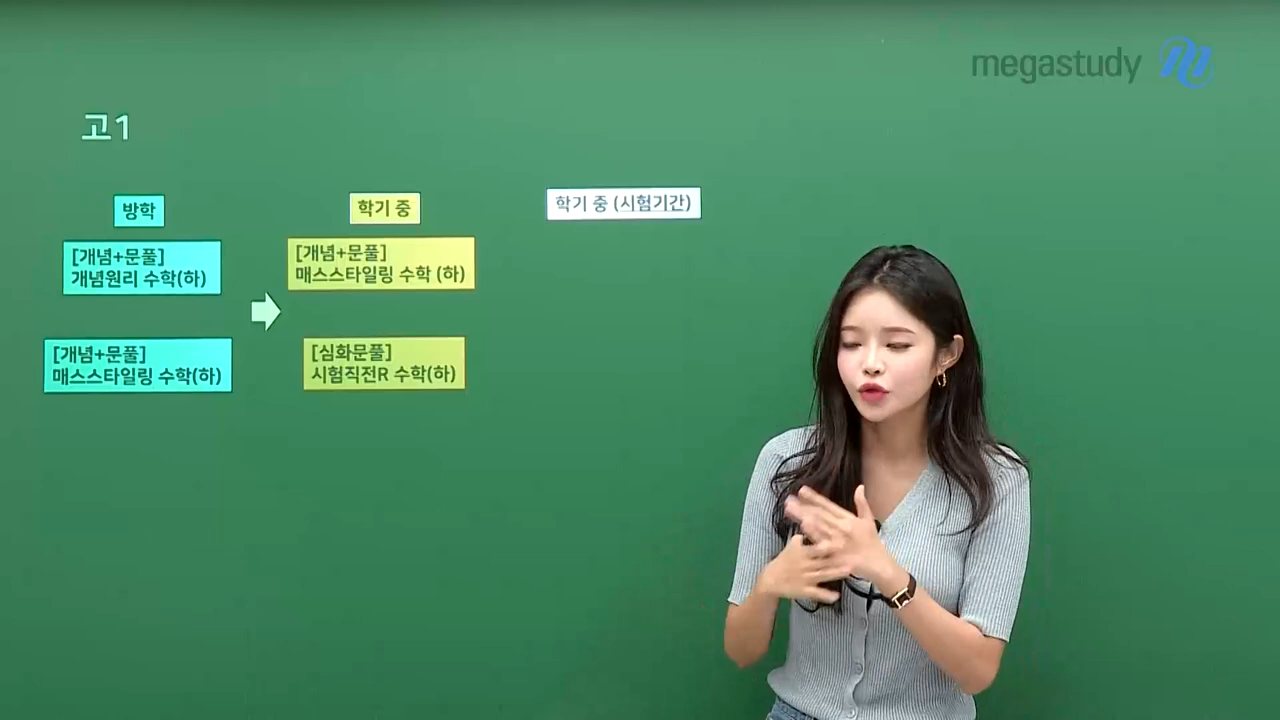 megastudy
고1
방학
[개념+문풀]
개념원리 수학(하)
[개념+문풀]
매스스타일링 수학(하)
학기 중
[개념+문풀]
매스스타일링 수학 (하)
[심화문풀]
시험직전R 수학(하)
학기 중 (시험기간)